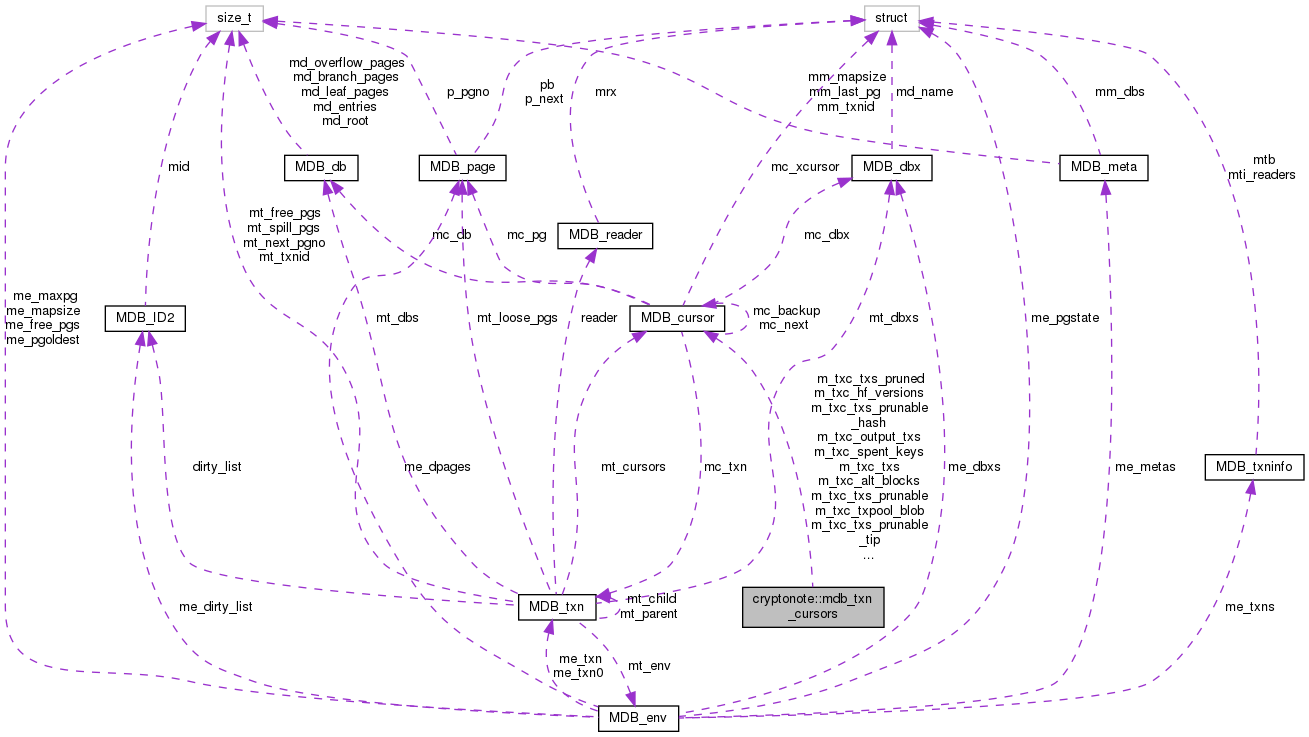 size_t
struct
md_overflow_pages
md_branch_pages
md_leaf_pages
md_entries
md_root
p_pgno
pb
p_next
mrx
mm_mapsize
mm_last_pg
mm_txnid
md_name
mm_dbs
mid
MDB_db
MDB_page
mc_xcursor
MDB_dbx
MDB_meta
mtb
mti_readers
mt_free_pgs
mt_spill_pgs
mt_next_pgno
mt_txnid
mc_db
mc_pg
MDB_reader
mc_dbx
me_maxpg
me_mapsize
me_free_pgs
me_pgoldest
MDB_ID2
mt_dbs
mt_loose_pgs
reader
MDB_cursor
mc_backup
mc_next
mt_dbxs
me_pgstate
m_txc_txs_pruned
m_txc_hf_versions
m_txc_txs_prunable
_hash
m_txc_output_txs
m_txc_spent_keys
m_txc_txs
m_txc_alt_blocks
m_txc_txs_prunable
m_txc_txpool_blob
m_txc_txs_prunable
_tip
...
dirty_list
me_dpages
mt_cursors
mc_txn
me_dbxs
me_metas
MDB_txninfo
me_dirty_list
MDB_txn
mt_child
mt_parent
cryptonote::mdb_txn
_cursors
me_txns
me_txn
me_txn0
mt_env
MDB_env